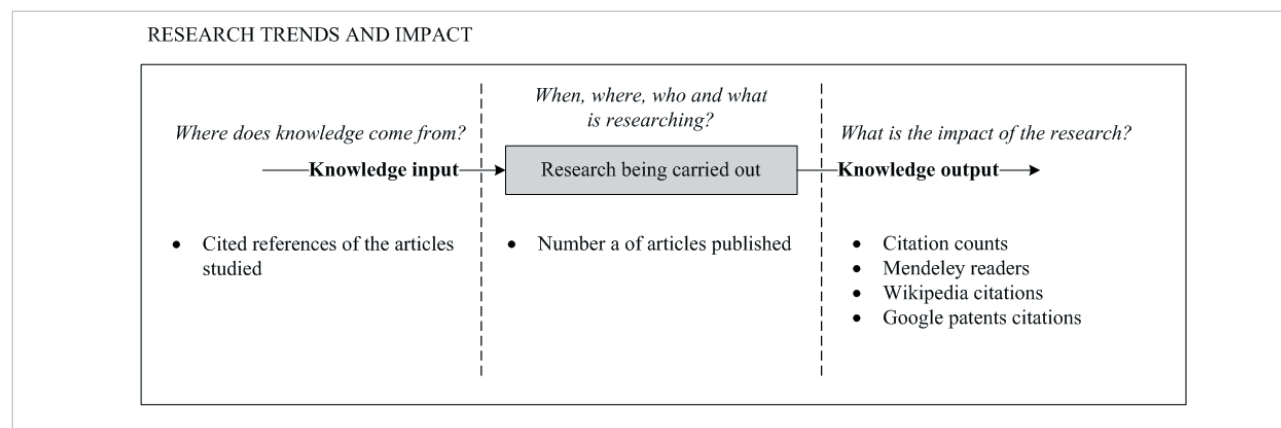 RESEARCH TRENDS AND IMPACT
Where does knowledge come from?
Knowledge input
• Cited references of the articles
studied
When, where, who and what
is researching?
Research being carried out
• Number a of articles published
What is the impact of the research?
Knowledge output
• Citation counts
• Mendeley readers
• Wikipedia citations
• Google patents citations